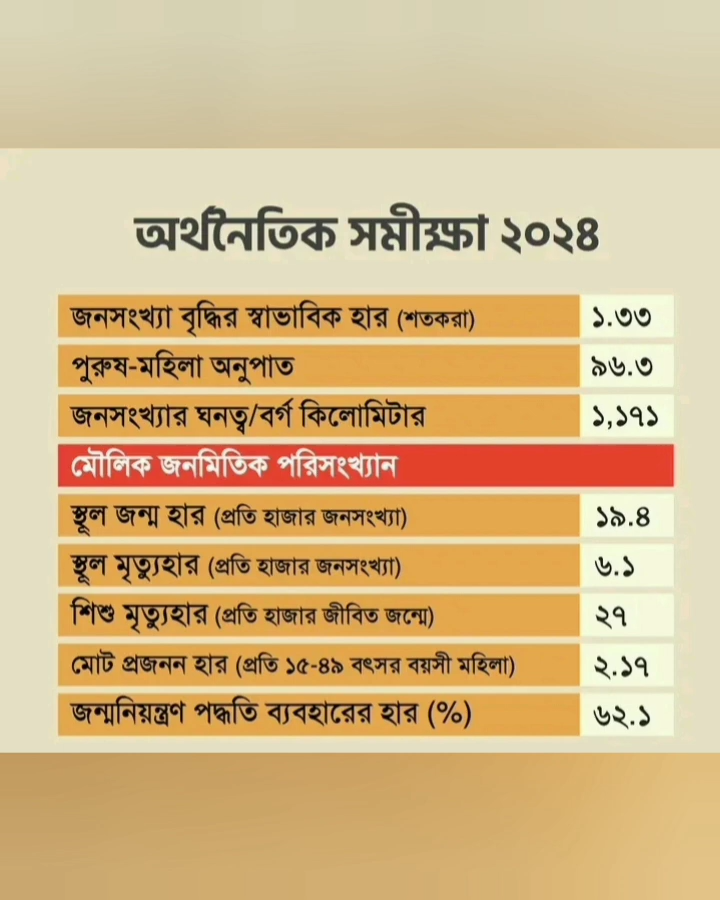 অর্থনৈতিক সমীক্ষা ২০২৪
জনসংখ্যা বৃদ্ধির স্বাভাবিক হার (শতকরা) ১.৩৩
পুরুষ-মহিলা অনুপাত ৯৬.৩
জনসংখ্যার ঘনত্ব/বর্গ কিলোমিটার ১,১৭১
মৌলিক জনমিতিক পরিসংখ্যান
স্থূল জন্ম হার (প্রতি হাজার জনসংখ্যা) ১৯.৪
স্থূল মৃত্যুহার (প্রতি হাজার জনসংখ্যা) ৬.১
শিশু মৃত্যুহার (প্রতি হাজার জীবিত জন্মে) ২৭
মোট প্রজনন হার (প্রতি ১৫-৪৯ বৎসর বয়সী মহিলা) ২.১৭
জন্মনিয়ন্ত্রণ পদ্ধতি ব্যবহারের হার (%) ৬২.১